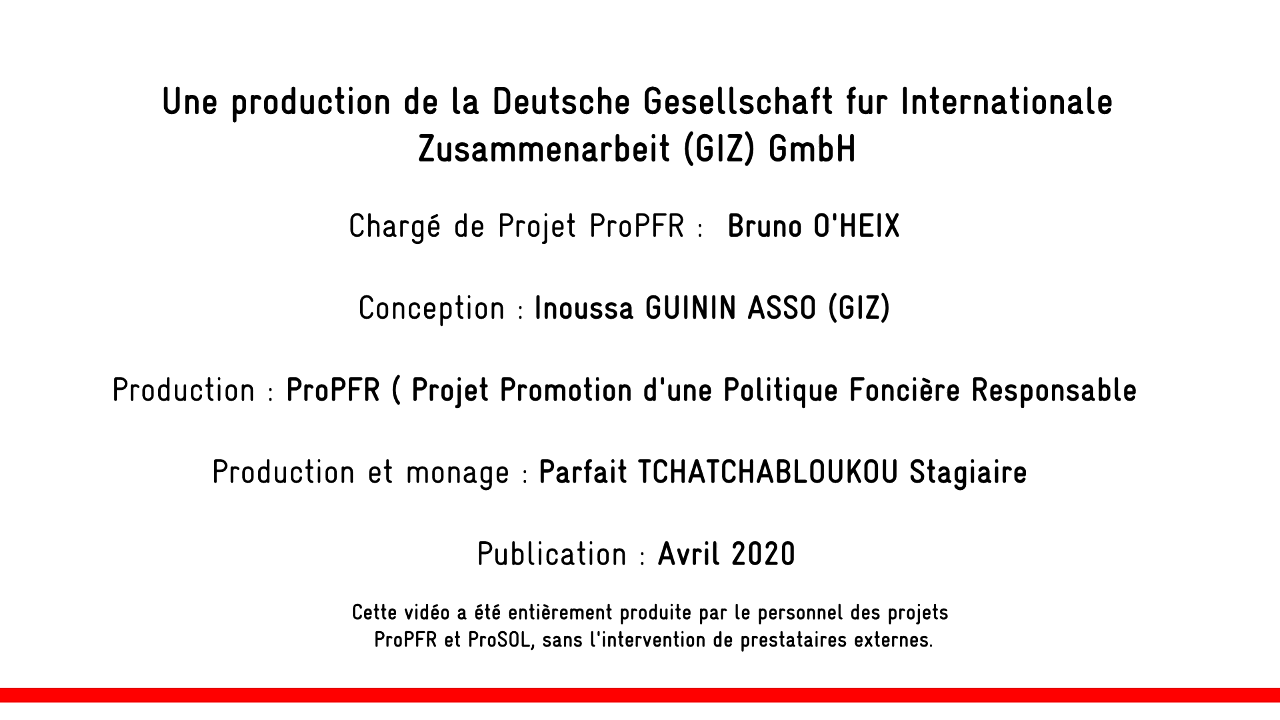 Une production de la Deutsche Gesellschaft fur Internationale
Zusammenarbeit (GIZ) GmbH
Chargé de Projet ProPFR : Bruno O'HEIX
Conception : Inoussa GUININ ASSO (GIZ)
Production : ProPFR ( Projet Promotion d'une Politique Foncière Responsable
Production et monage : Parfait TCHATCHABLOUKOU Stagiaire
Publication : Avril 2020
Cette vidéo a été entièrement produite par le personnel des projets
ProPFR et ProSOL, sans l'intervention de prestataires externes.